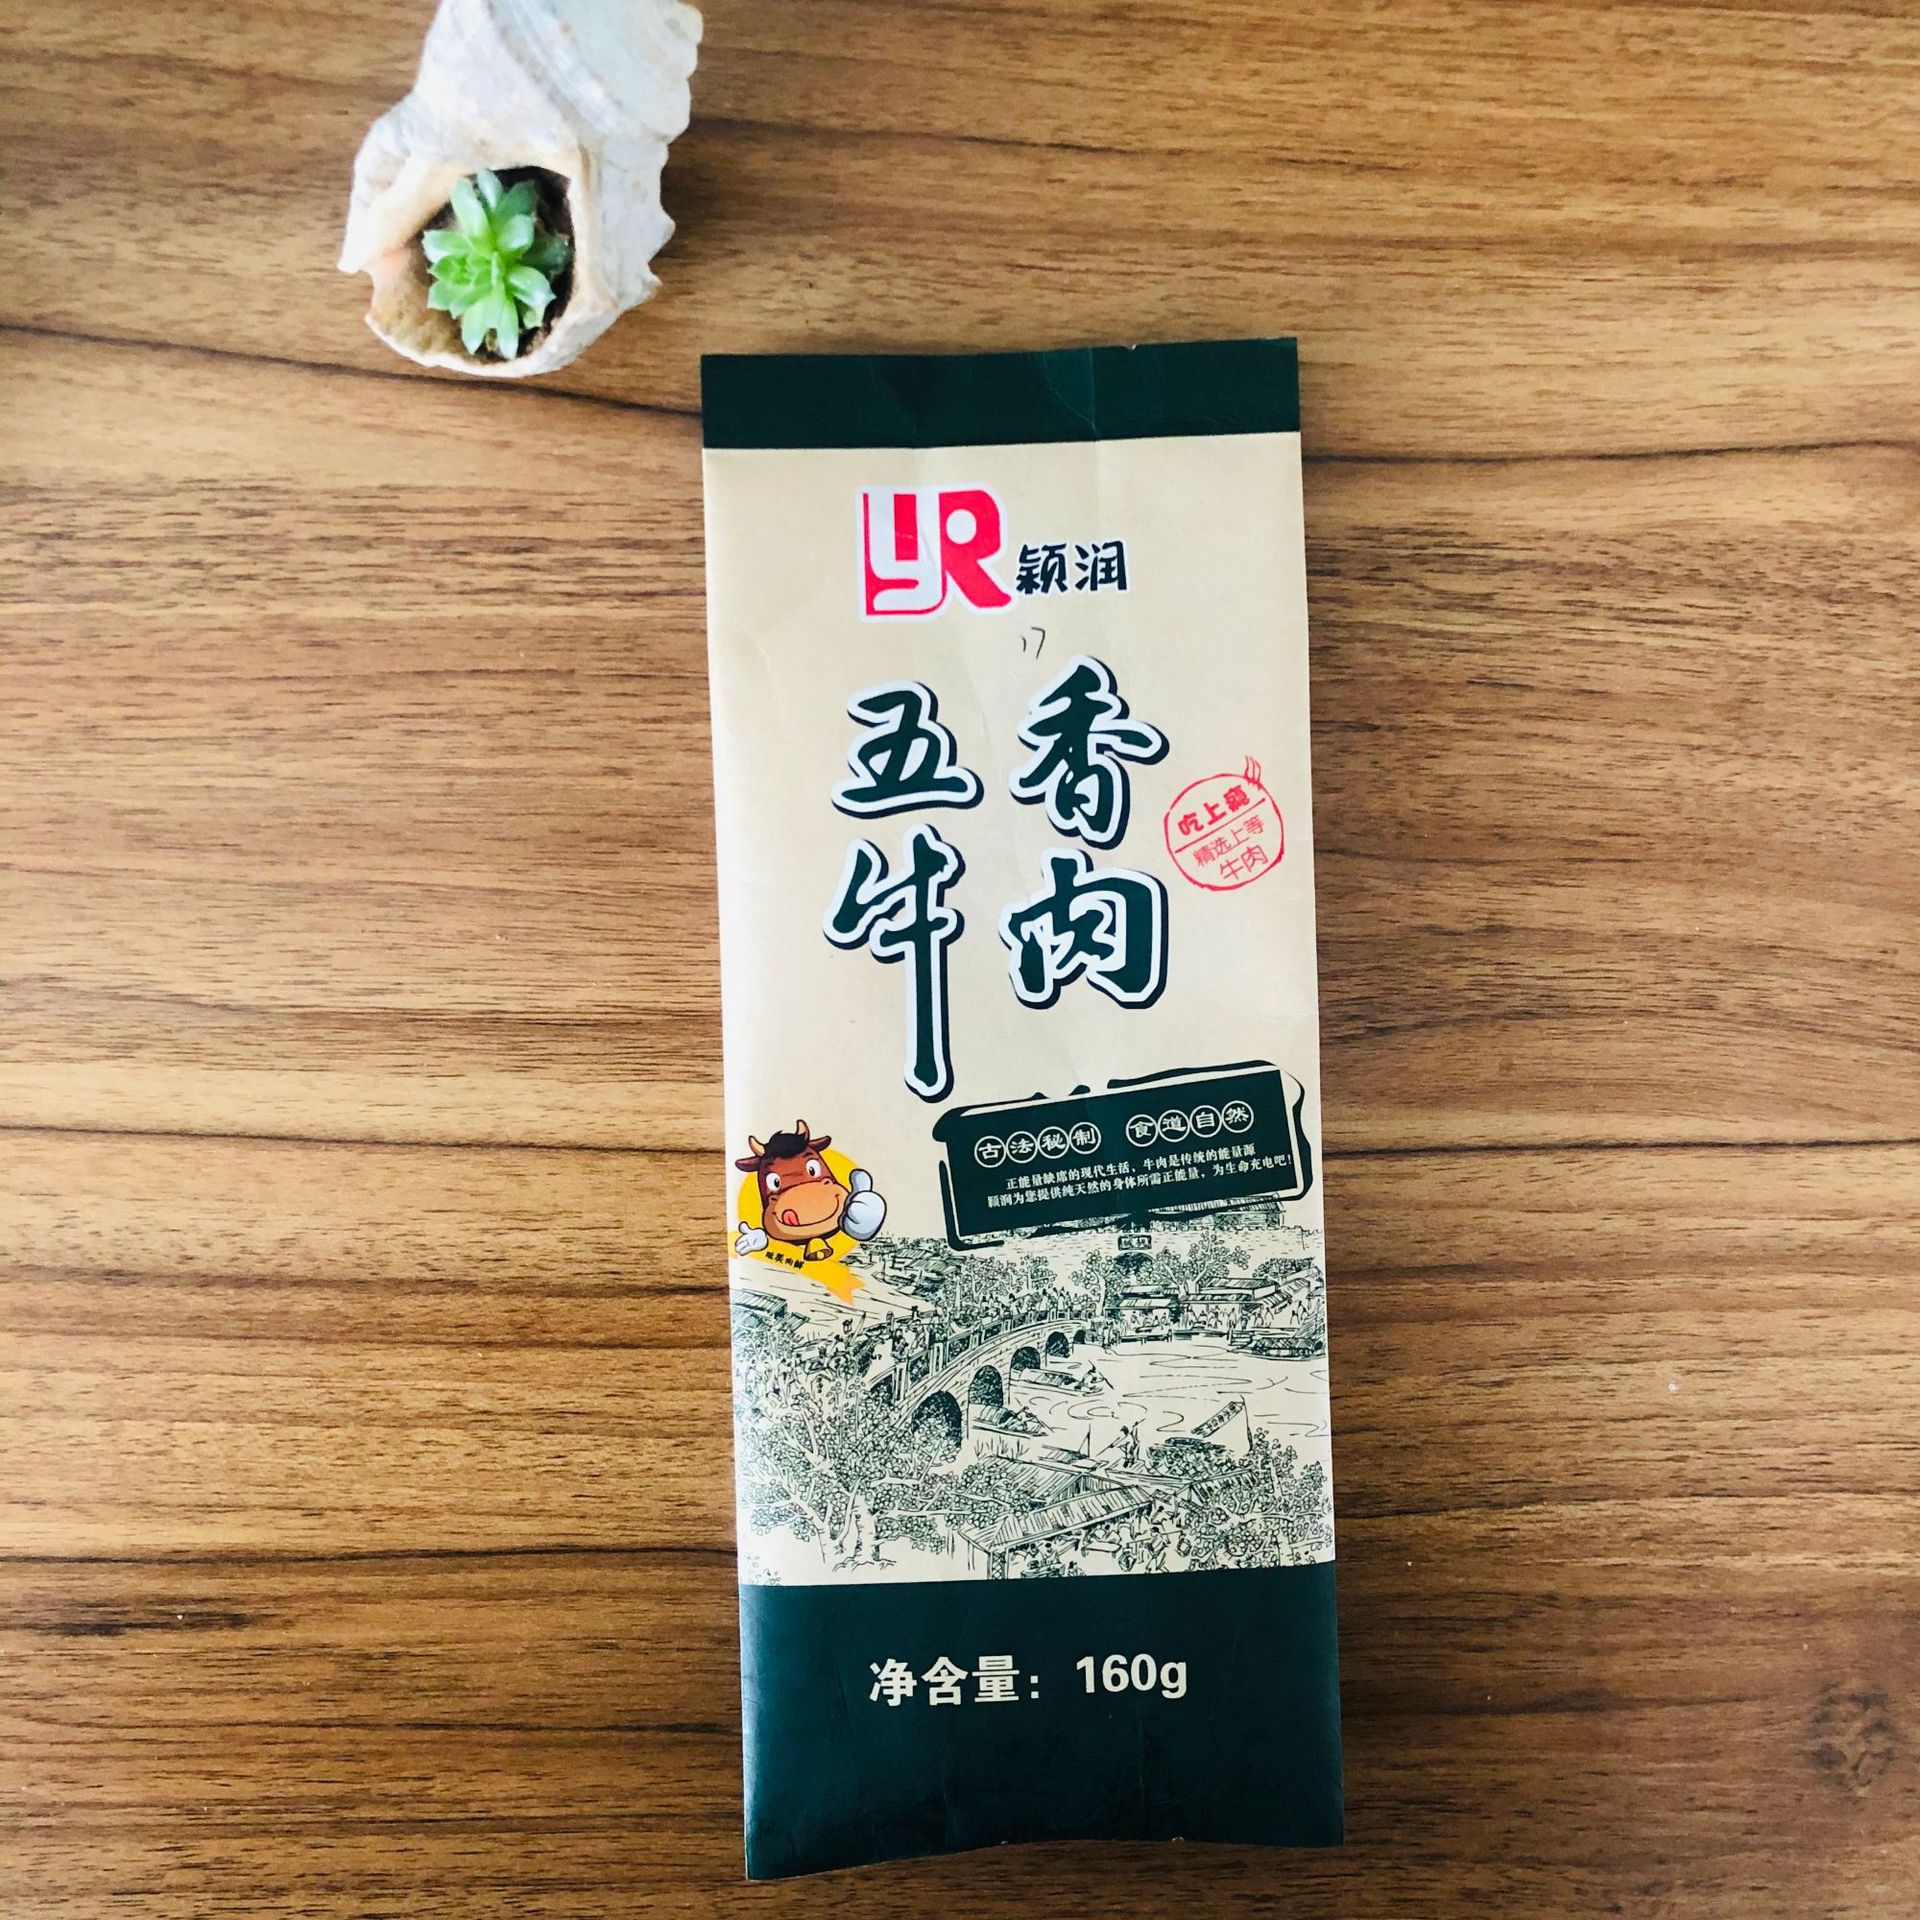 YR 颖润
17
五香
牛肉
吃上瘾
精选上等
牛肉
古法秘制 食道自然
正能量缺席的现代生活，牛肉是传统的能量源
颖润为您提供纯天然的身体所需正能量，为生命充电吧！
净含量：160g